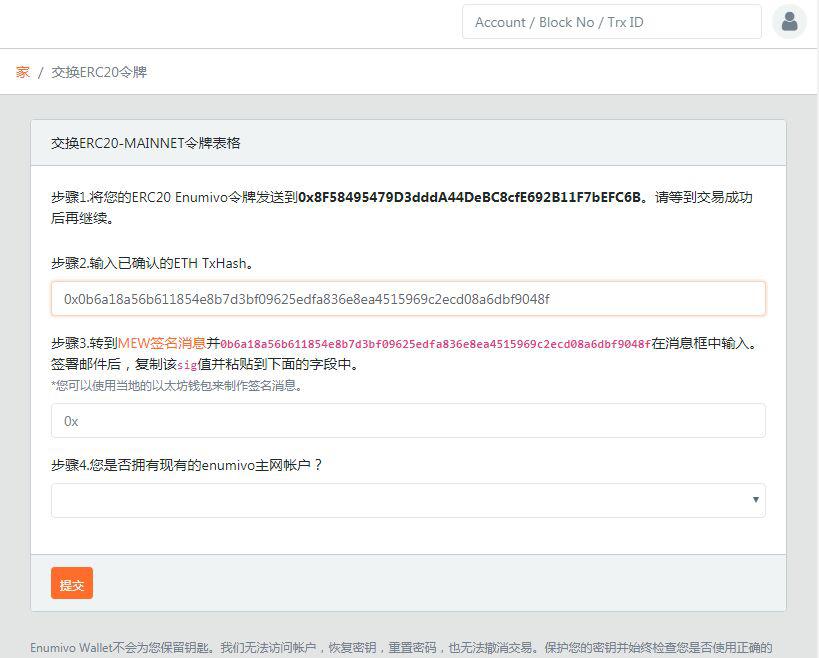 Account / Block No / Trx ID
家 / 交换ERC20令牌
交换ERC20-MAINNET令牌表格
步骤1.将您的ERC20 Enumivo令牌发送到0x8F58495479D3dddA44DeBC8cfE692B11F7bEFC6B。请等到交易成功
后再继续。
步骤2.输入已确认的ETH TxHash。
0x0b6a18a56b611854e8b7d3bf09625edfa836e8ea4515969c2ecd08a6dbf9048f
步骤3.转到MEW签名消息并0b6a18a56b611854e8b7d3bf09625edfa836e8ea4515969c2ecd08a6dbf9048f在消息框中输入。
签署邮件后，复制该sig值并粘贴到下面的字段中。
*您可以使用当地的以太坊钱包来制作签名消息。
0x
步骤4.您是否拥有现有的enumivo主网帐户？
提交
Enumivo Wallet不会为您保留钥匙。我们无法访问帐户，恢复密钥，重置密码，也无法撤消交易。保护您的密钥并始终检查您是否使用正确的